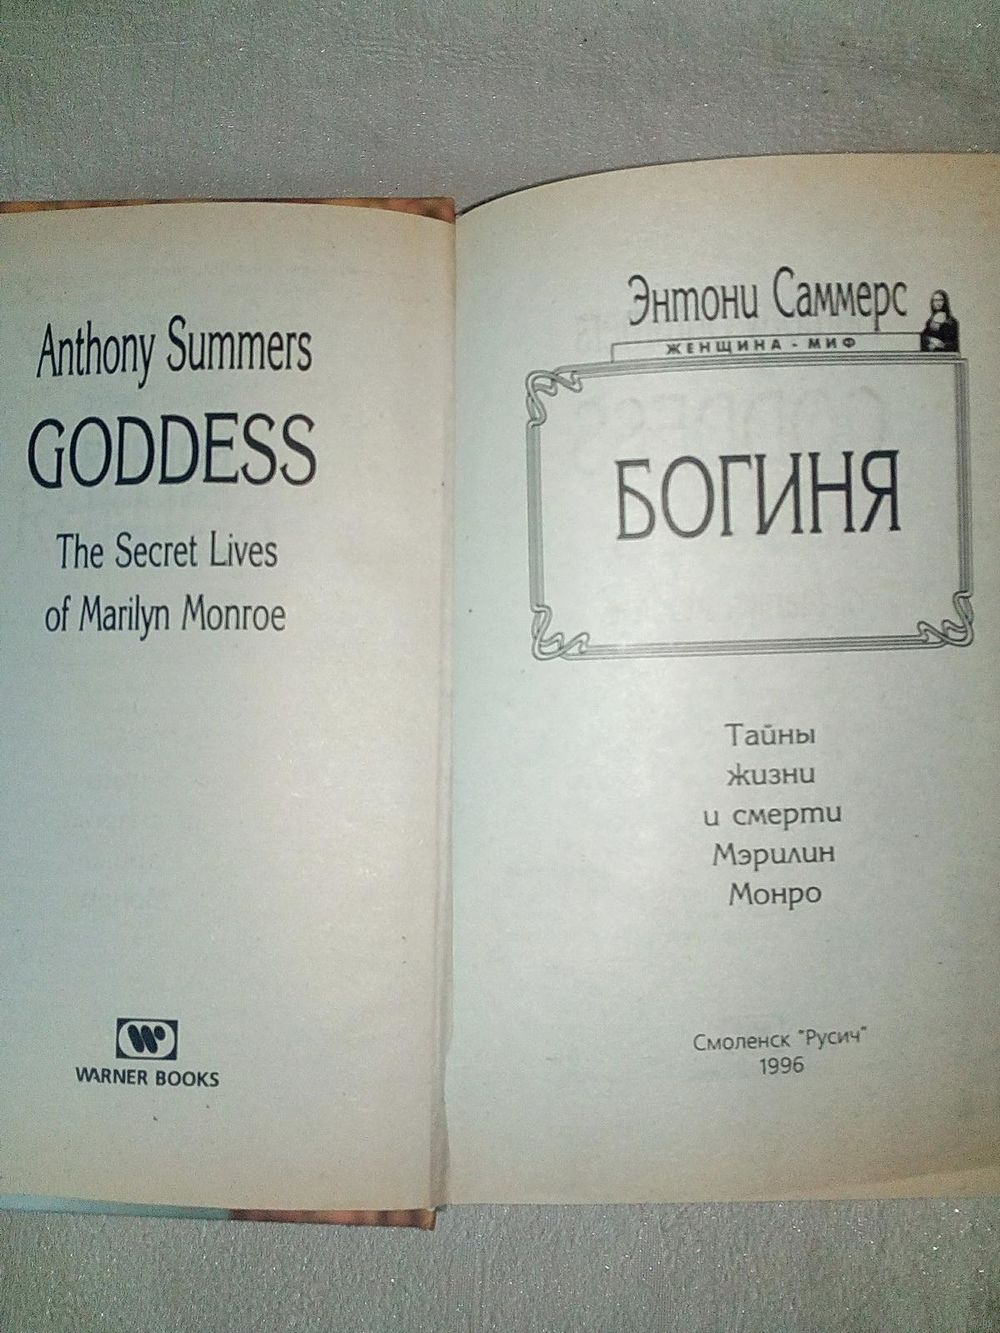 Anthony Summers
GODDESS
The Secret Lives
of Marilyn Monroe
W
WARNER BOOKS
Энтони Саммерс
ЖЕНЩИНА - МИФ
БОГИНЯ
Тайны
жизни
и смерти
Мэрилин
Монро
Смоленск "Русич"
1996